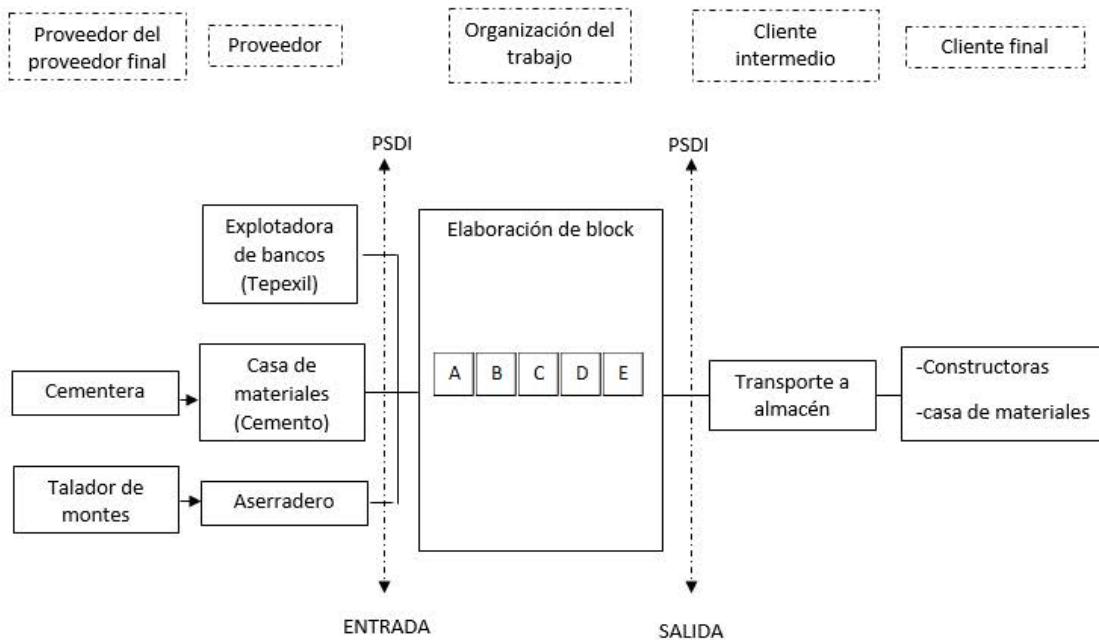 Proveedor del
proveedor final
Proveedor
Organización del
trabajo
Cliente
intermedio
Cliente final
PSDI
PSDI
Explotadora
de bancos
(Tepexil)
Elaboración de block
Cementera
Casa de
materiales
(Cemento)
A B C D E
Transporte a
almacén
-Constructoras
-casa de materiales
Talador de
montes
Aserradero
ENTRADA
SALIDA